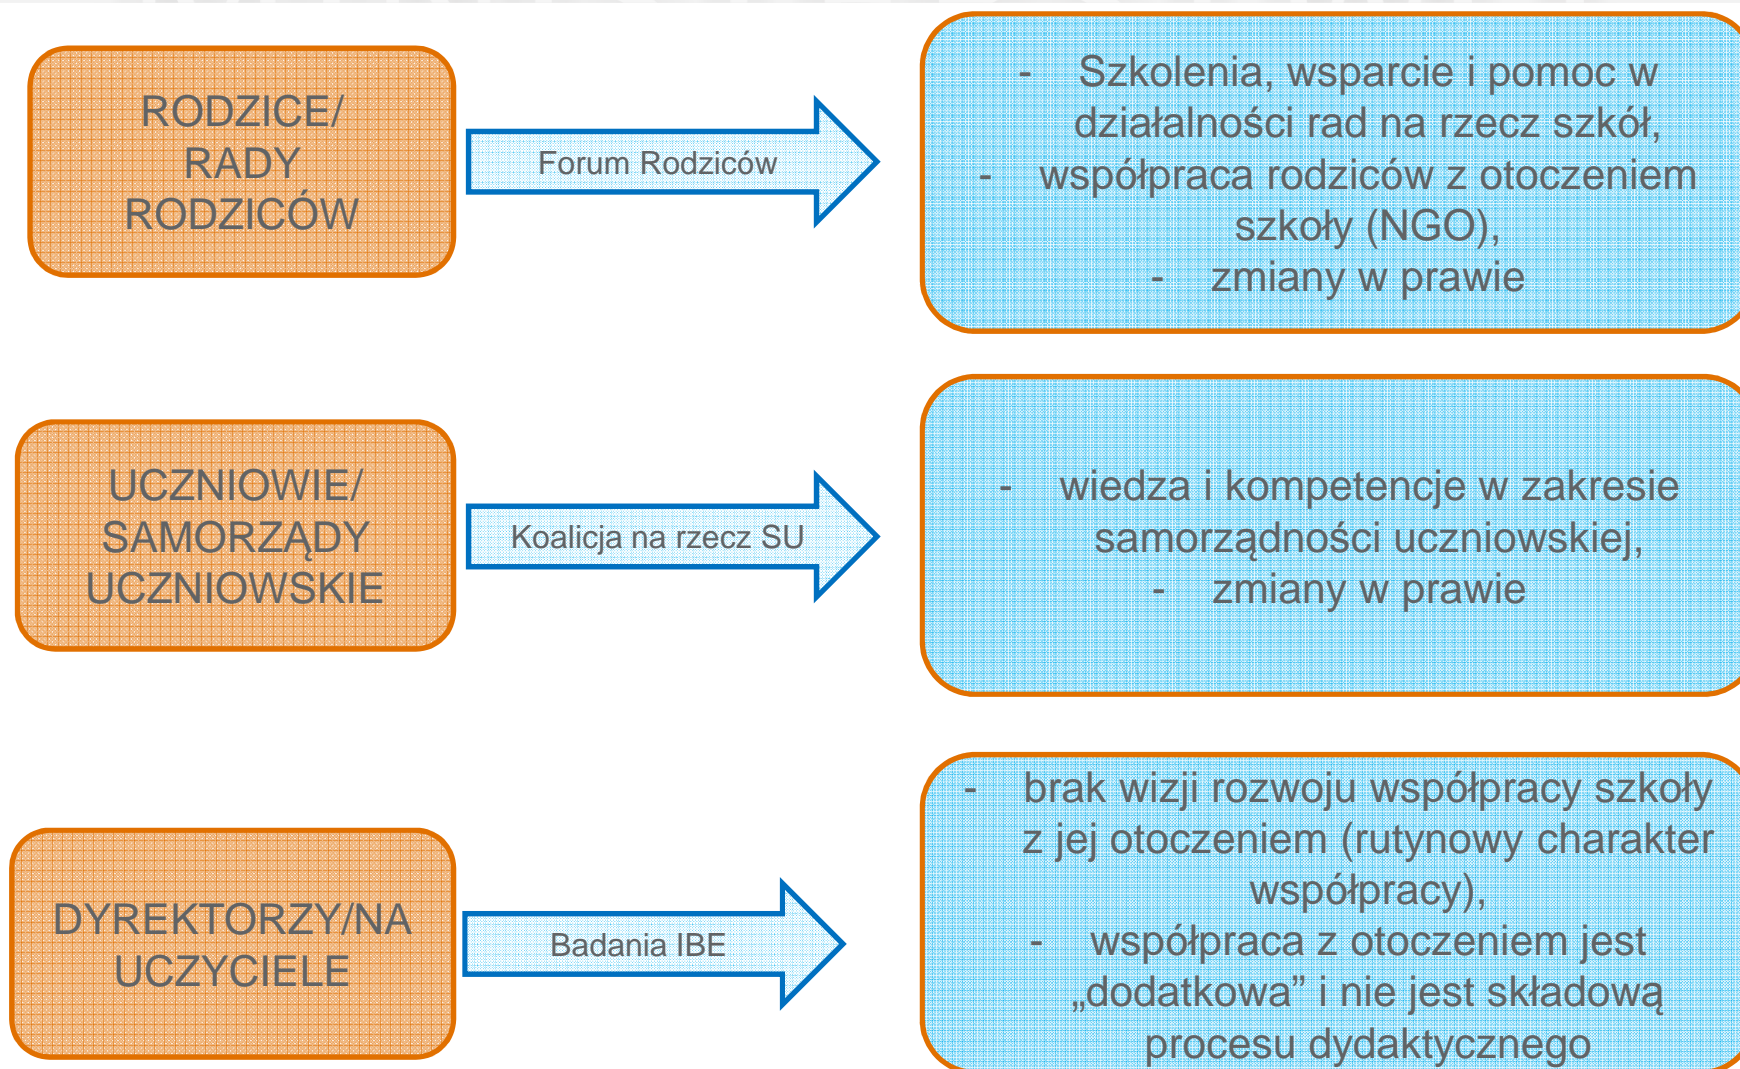 RODZICE/
RADY
RODZICÓW
Forum Rodziców
- Szkolenia, wsparcie i pomoc w
działalności rad na rzecz szkół,
- współpraca rodziców z otoczeniem
szkoły (NGO),
- zmiany w prawie
UCZNIOWIE/
SAMORZĄDY
UCZNIOWSKIE
Koalicja na rzecz SU
- wiedza i kompetencje w zakresie
samorządności uczniowskiej,
- zmiany w prawie
DYREKTORZY/NA
UCZYCIELE
Badania IBE
- brak wizji rozwoju współpracy szkoły
z jej otoczeniem (rutynowy charakter
współpracy),
- współpraca z otoczeniem jest
„dodatkowa” i nie jest składową
procesu dydaktycznego